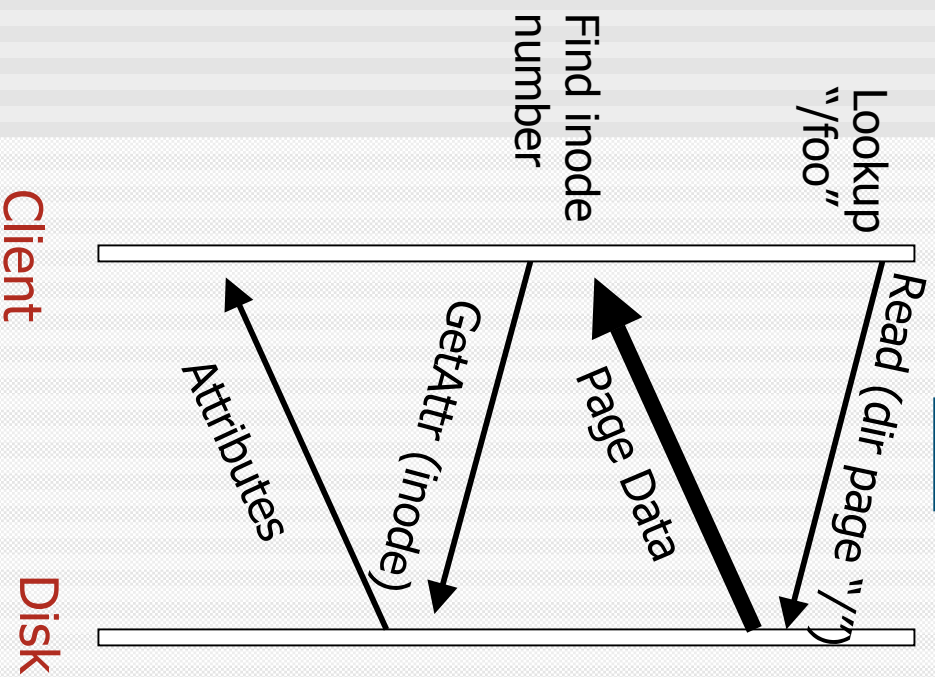 Lookup
“/foo”
Read (dir page “/”)
Page Data
Find inode
number
GetAttr (inode)
Attributes
Client
Disk